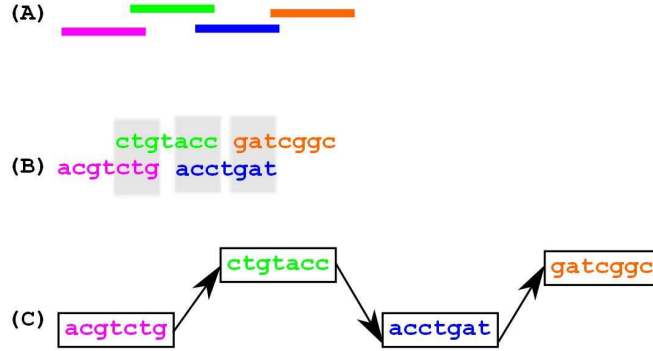 (A)
ctgtacc gatcggc
(B)
acgtctg acctgat
ctgtacc
gatcggc
(C)
acgtctg
acctgat